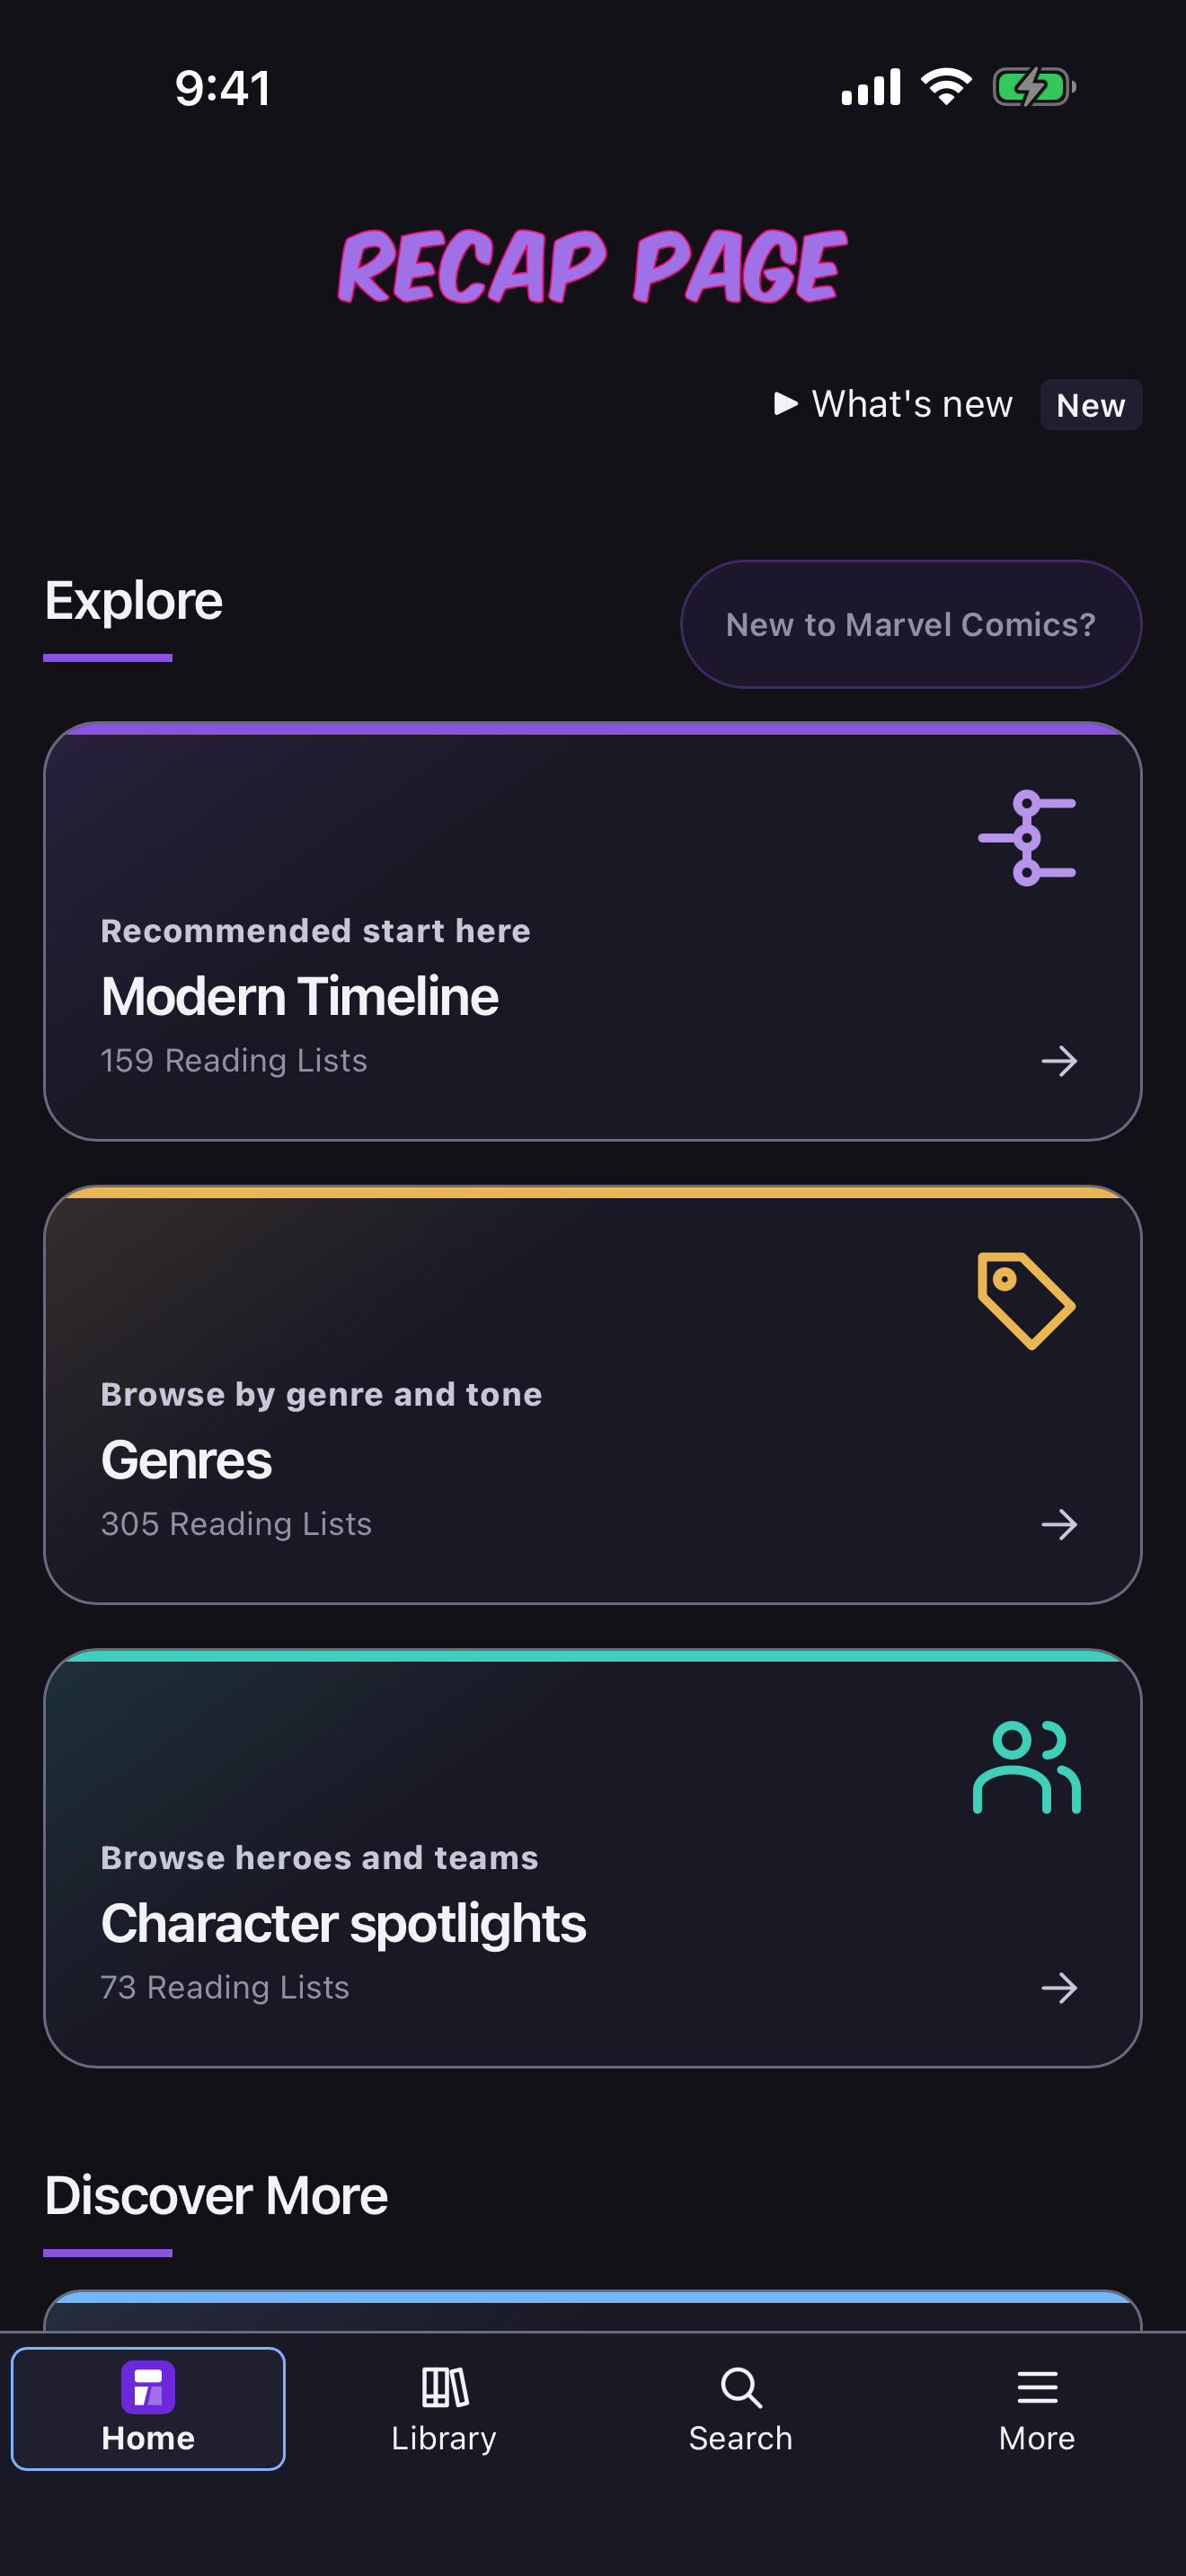 9:41
RECAP PAGE
What's new New
Explore
New to Marvel Comics?
Recommended start here
Modern Timeline
159 Reading Lists
Browse by genre and tone
Genres
305 Reading Lists
Browse heroes and teams
Character spotlights
73 Reading Lists
Discover More
Home Library Search More